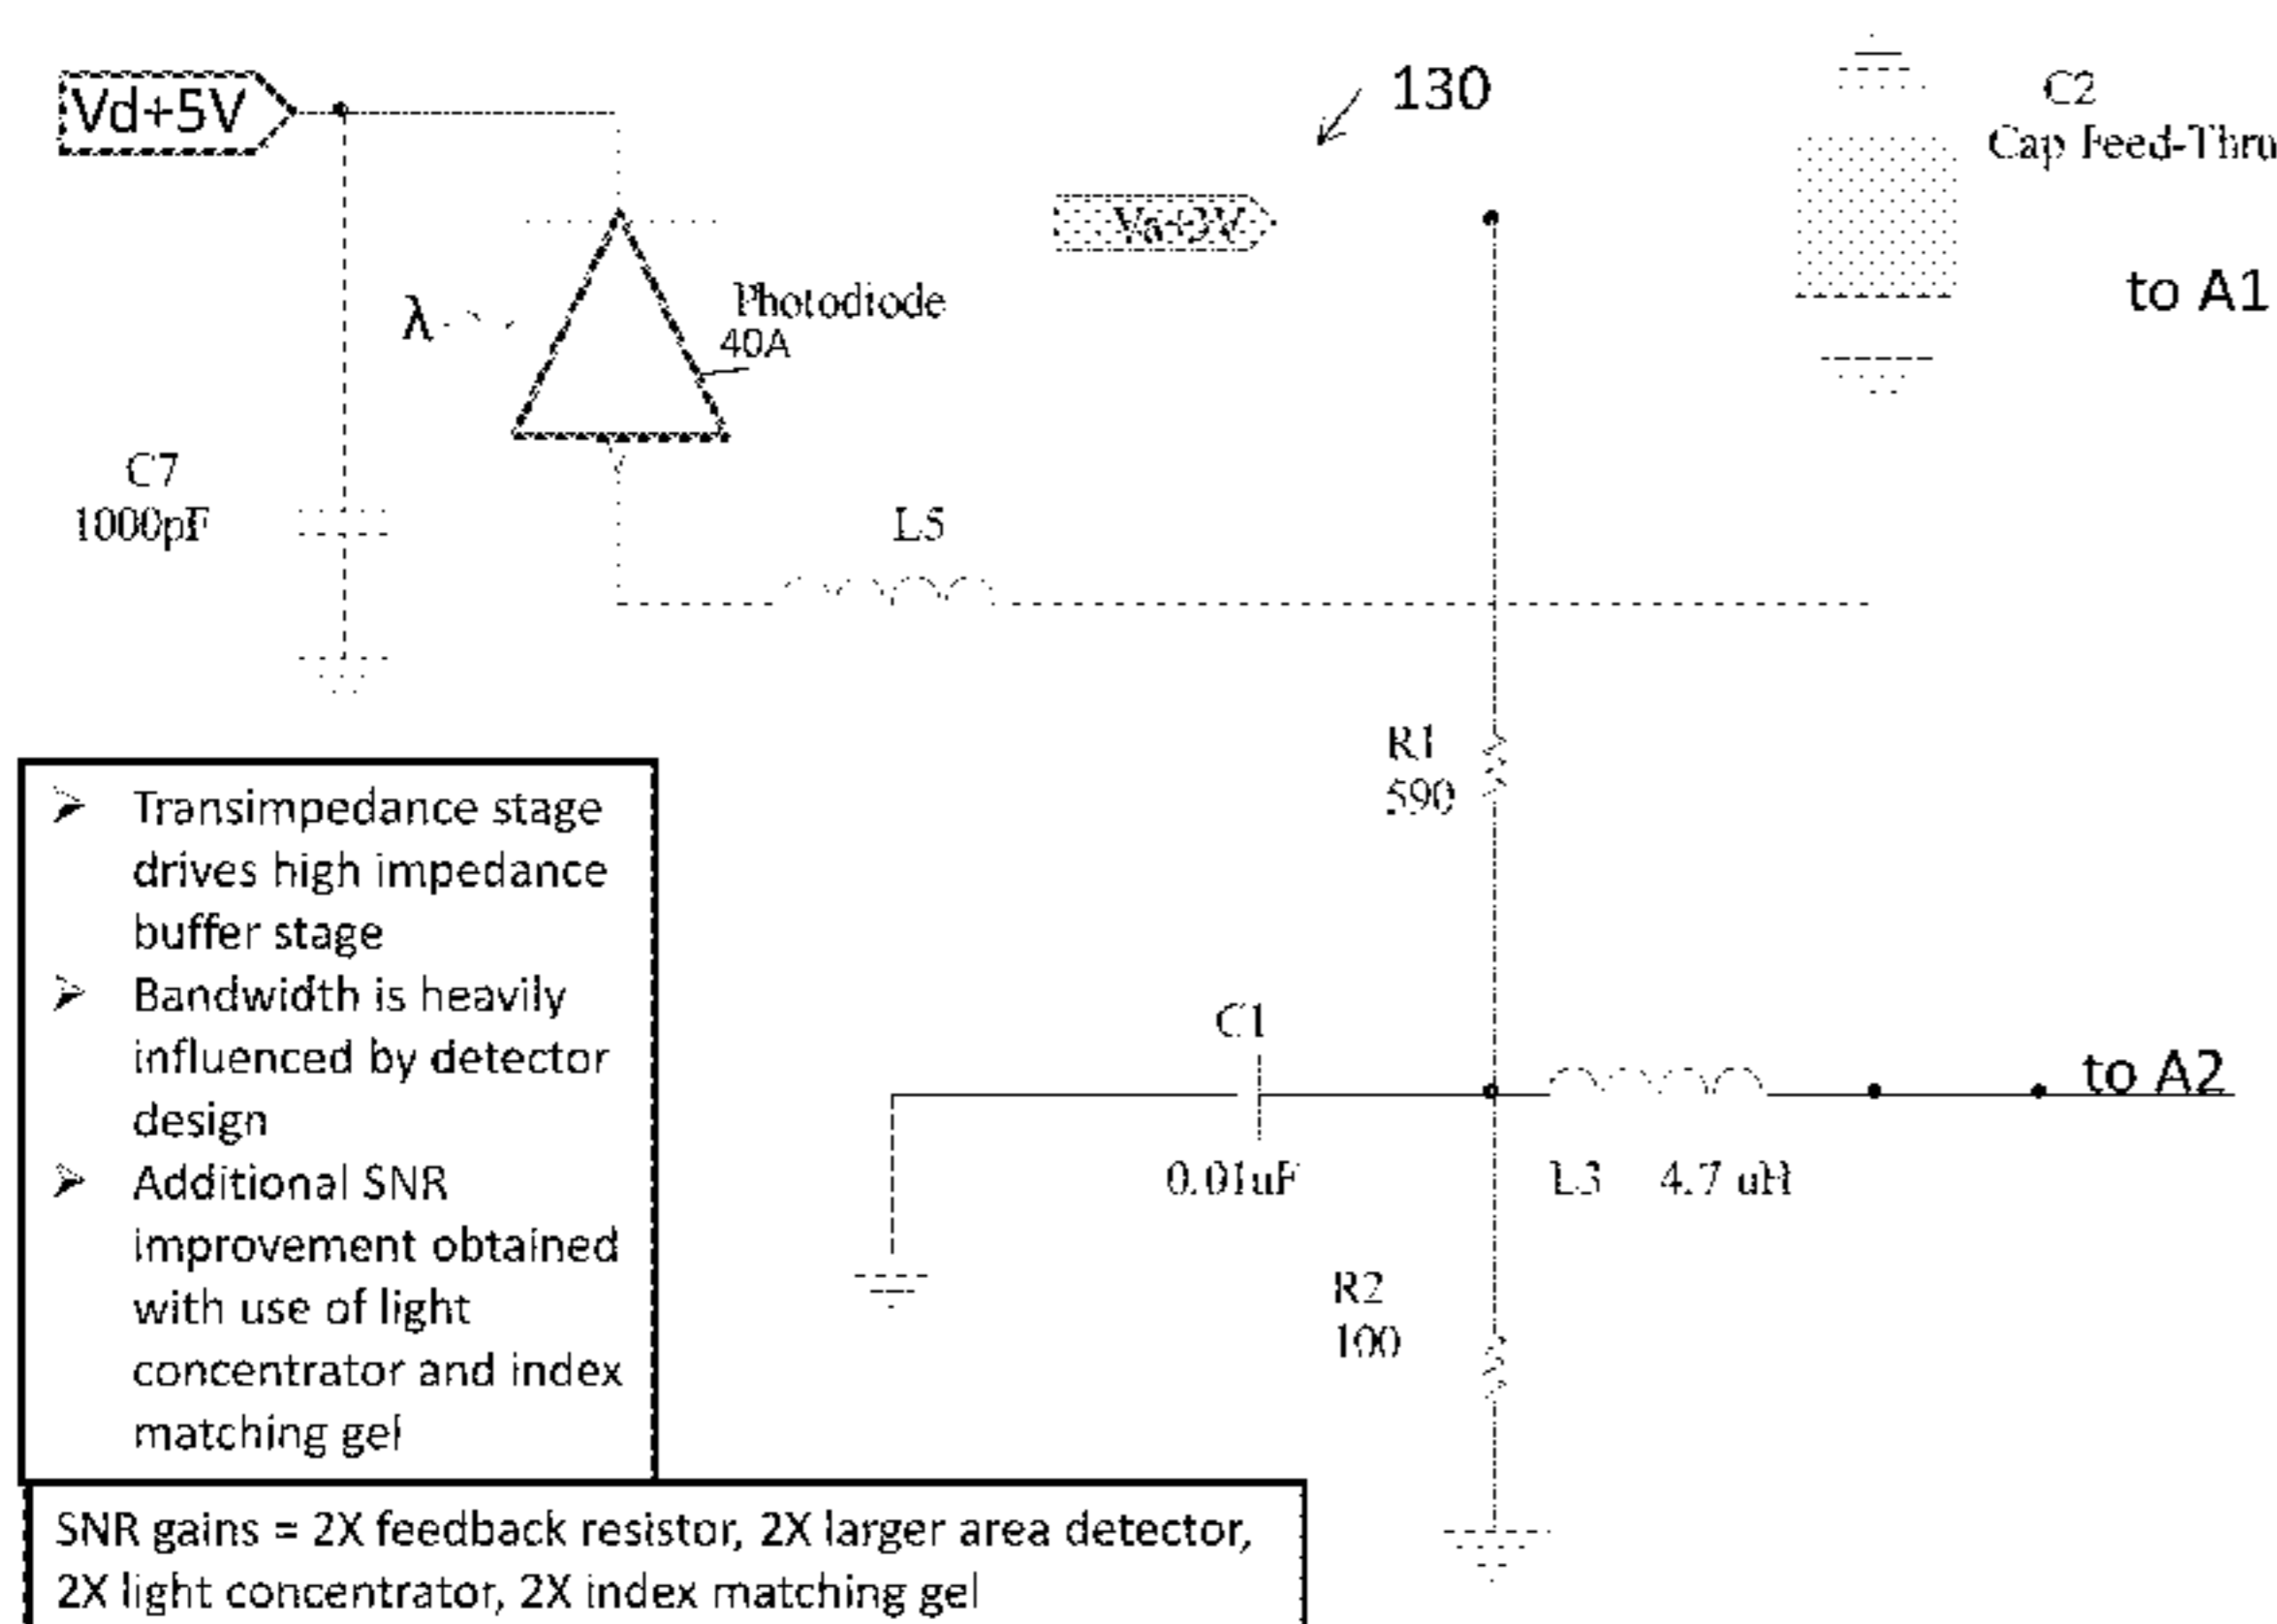 Vd+5V
130
C2
Cap Feed-Thru
to A1
λ
Photodiode
40A
C7
1000pF
L5
R1
590
C1
0.01uF
L3 4.7 uH
to A2
R2
100
➢ Transimpedance stage
drives high impedance
buffer stage
➢ Bandwidth is heavily
influenced by detector
design
➢ Additional SNR
improvement obtained
with use of light
concentrator and index
matching gel
SNR gains = 2X feedback resistor, 2X larger area detector,
2X light concentrator, 2X index matching gel